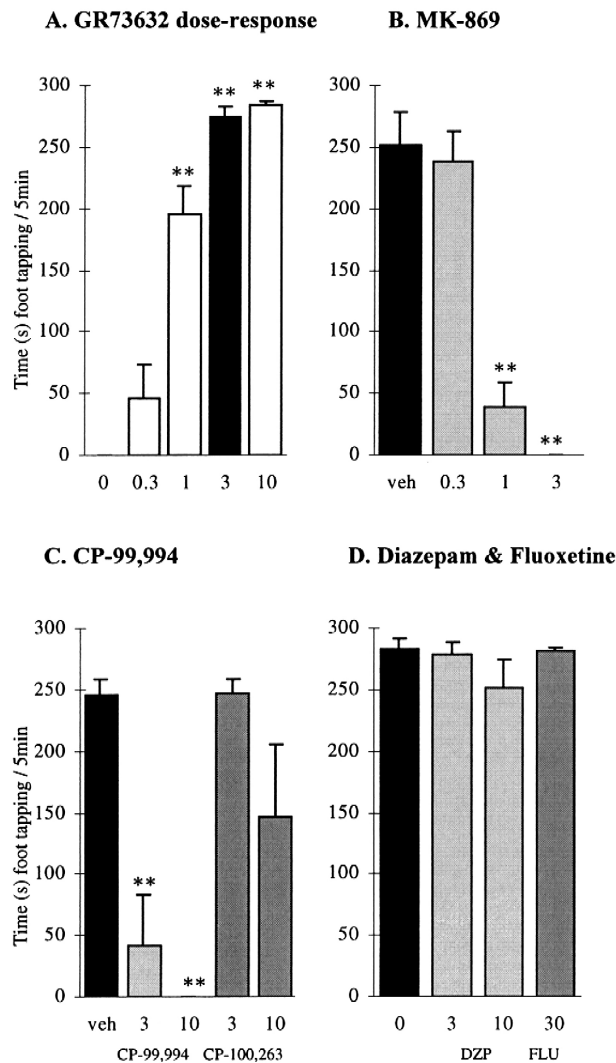 A. GR73632 dose-response
B. MK-869
Time (s) foot tapping / 5min
300
250
200
150
100
50
0
**
**
**
0 0.3 1 3 10
300
250
200
150
100
50
0
**
**
veh 0.3 1 3
C. CP-99,994
D. Diazepam & Fluoxetine
Time (s) foot tapping / 5min
300
250
200
150
100
50
0
**
**
veh 3 10 3 10
CP-99,994 CP-100,263
300
250
200
150
100
50
0
0 3 10 30
DZP FLU